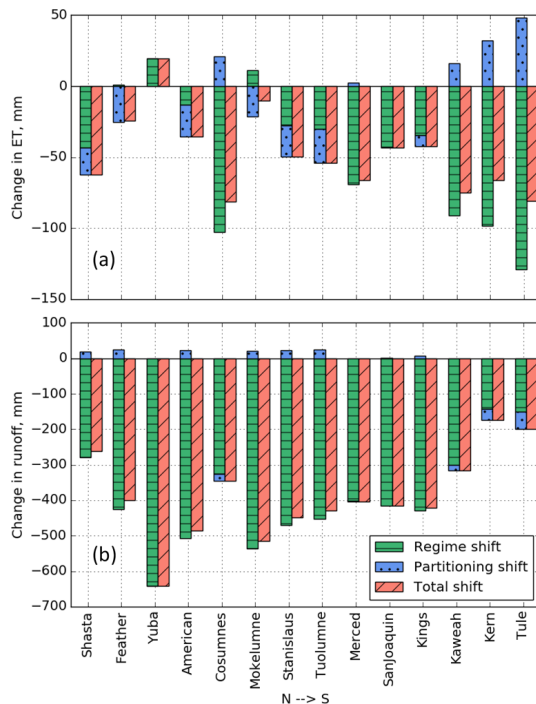 50
0
−50
−100
−150
Change in ET, mm
(a)
100
0
−100
−200
−300
−400
−500
−600
−700
Change in runoff, mm
(b)
Regime shift
Partitioning shift
Total shift
Shasta
Feather
Yuba
American
Cosumnes
Mokelumne
Stanislaus
Tuolumne
Merced
SanJoaquin
Kings
Kaweah
Kern
Tule
N --> S